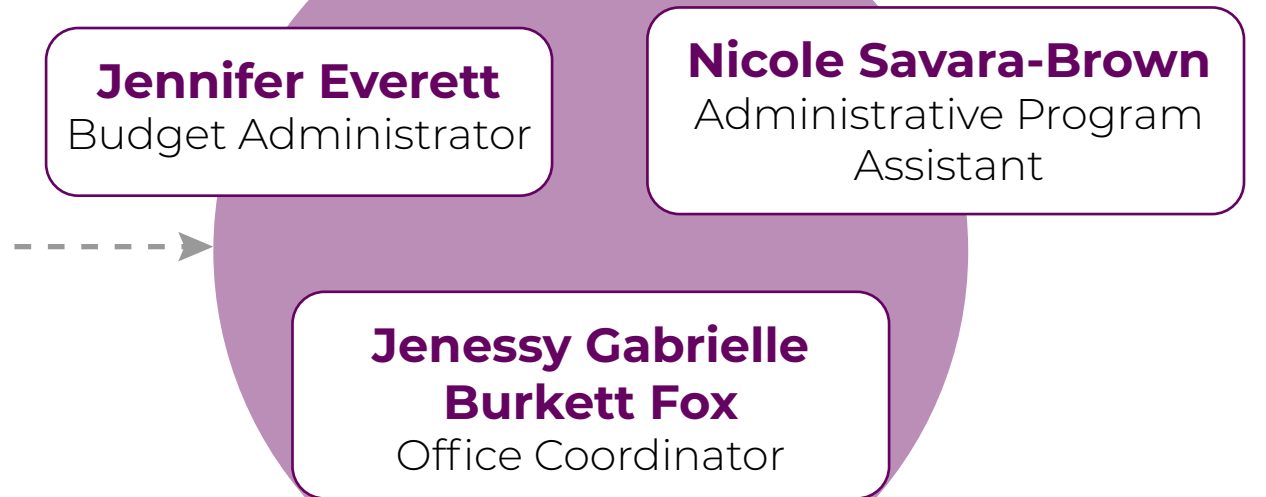 Jennifer Everett
Budget Administrator
Nicole Savara-Brown
Administrative Program
Assistant
Jenessy Gabrielle
Burkett Fox
Office Coordinator